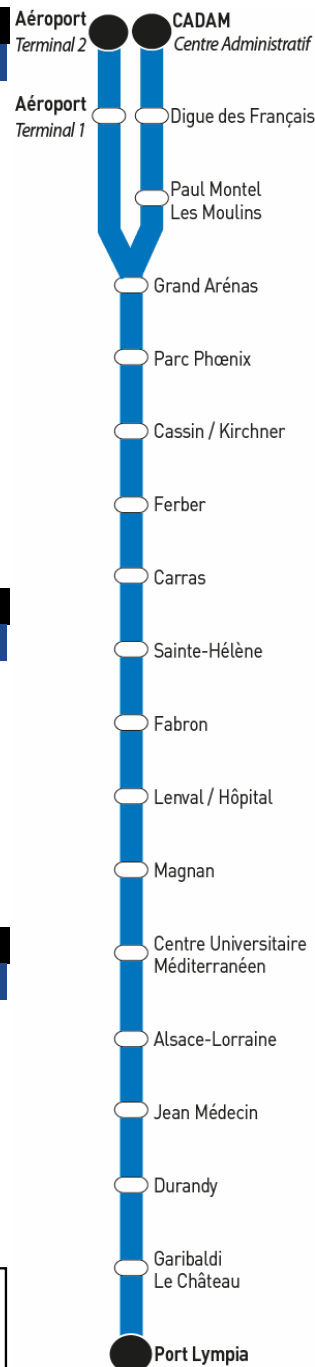 Aéroport
Terminal 2
CADAM
Centre Administratif
Aéroport
Terminal 1
Digue des Français
Paul Montel
Les Moulins
Grand Arénas
Parc Phœnix
Cassin / Kirchner
Ferber
Carras
Sainte-Hélène
Fabron
Lenval / Hôpital
Magnan
Centre Universitaire
Méditerranéen
Alsace-Lorraine
Jean Médecin
Durandy
Garibaldi
Le Château
Port Lympia